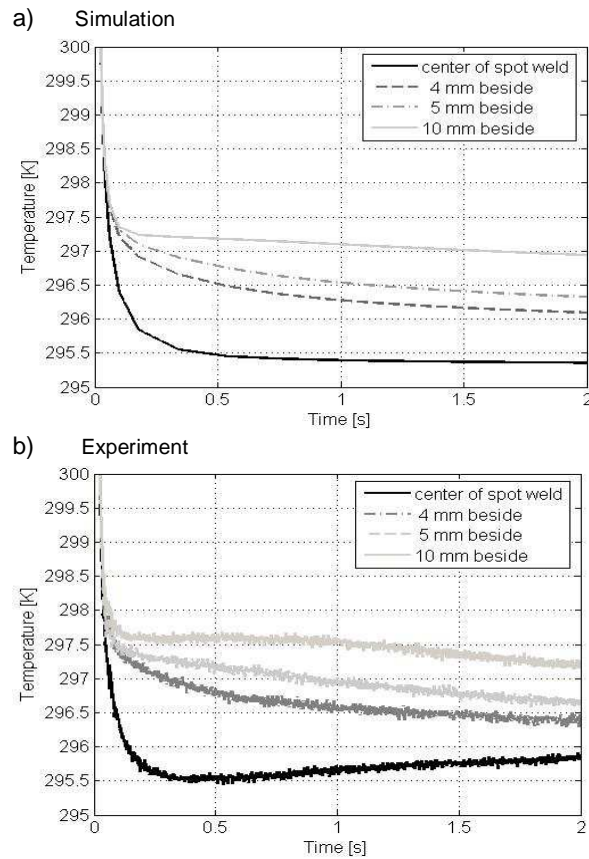 a) Simulation
300
299.5
299
298.5
298
297.5
297
296.5
296
295.5
295
Temperature [K]
center of spot weld
4 mm beside
5 mm beside
10 mm beside
0 0.5 1 1.5 2
Time [s]
b) Experiment
300
299.5
299
298.5
298
297.5
297
296.5
296
295.5
295
Temperature [K]
center of spot weld
4 mm beside
5 mm beside
10 mm beside
0 0.5 1 1.5 2
Time [s]